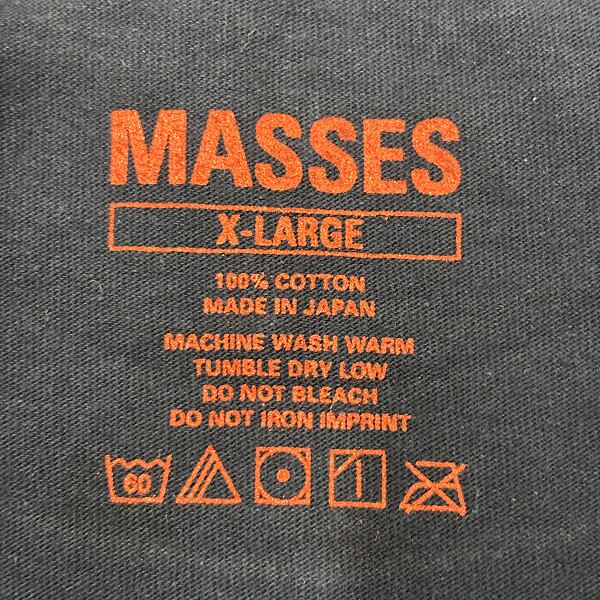 MASSES
X-LARGE
100% COTTON
MADE IN JAPAN
MACHINE WASH WARM
TUMBLE DRY LOW
DO NOT BLEACH
DO NOT IRON IMPRINT
60